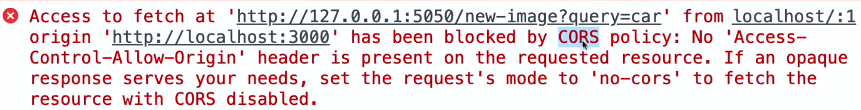 Access to fetch at 'http://127.0.0.1:5050/new-image?query=car' from localhost/:1
origin 'http://localhost:3000' has been blocked by CORS policy: No 'Access-
Control-Allow-Origin' header is present on the requested resource. If an opaque
response serves your needs, set the request's mode to 'no-cors' to fetch the
resource with CORS disabled.